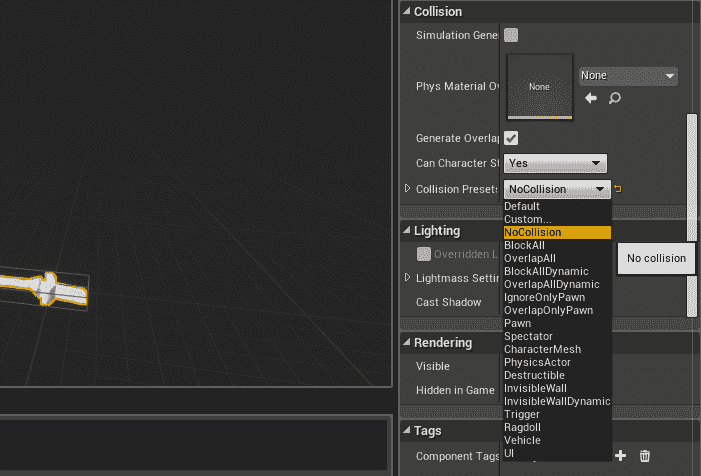 Collision
Simulation Gene
None
None
Phys Material O
Generate Overla
Can Character S
Yes
Collision Presets
NoCollision
Default
Custom...
NoCollision
BlockAll
OverlapAll
BlockAllDynamic
OverlapAllDynamic
IgnoreOnlyPawn
OverlapOnlyPawn
Pawn
Spectator
CharacterMesh
PhysicsActor
Destructible
InvisibleWall
InvisibleWallDynamic
Trigger
Ragdoll
Vehicle
UI
No collision
Lighting
Overridden L
Lightmass Settin
Cast Shadow
Rendering
Visible
Hidden in Game
Tags
Component Tags